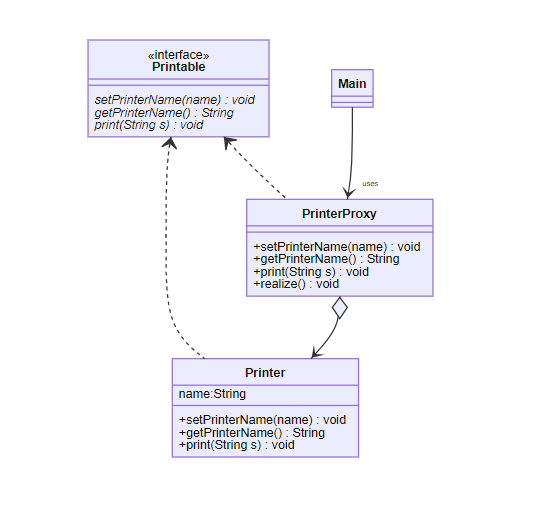 «interface»
Printable
setPrinterName(name) : void
getPrinterName() : String
print(String s) : void
Main
uses
PrinterProxy
+setPrinterName(name) : void
+getPrinterName() : String
+print(String s) : void
+realize() : void
Printer
name:String
+setPrinterName(name) : void
+getPrinterName() : String
+print(String s) : void